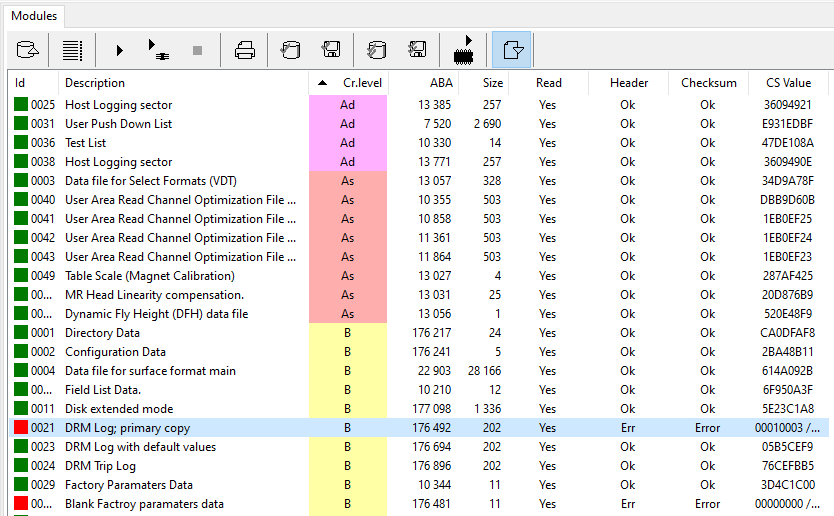 Modules
Id Description Cr.level ABA Size Read Header Checksum CS Value
0025 Host Logging sector Ad 13 385 257 Yes Ok Ok 36094921
0031 User Push Down List Ad 7 520 2 690 Yes Ok Ok E931EDBF
0036 Test List Ad 10 330 14 Yes Ok Ok 47DE108A
0038 Host Logging sector Ad 13 771 257 Yes Ok Ok 3609490E
0003 Data file for Select Formats (VDT) As 13 057 328 Yes Ok Ok 34D9A78F
0040 User Area Read Channel Optimization File ... As 10 355 503 Yes Ok Ok DBB9D60B
0041 User Area Read Channel Optimization File ... As 10 858 503 Yes Ok Ok 1EB0EF25
0042 User Area Read Channel Optimization File ... As 11 361 503 Yes Ok Ok 1EB0EF24
0043 User Area Read Channel Optimization File ... As 11 864 503 Yes Ok Ok 1EB0EF23
0049 Table Scale (Magnet Calibration) As 13 027 4 Yes Ok Ok 287AF425
00... MR Head Linearity compensation. As 13 031 25 Yes Ok Ok 20D876B9
00... Dynamic Fly Height (DFH) data file As 13 056 1 Yes Ok Ok 520E48F9
0001 Directory Data B 176 217 24 Yes Ok Ok CA0DFAF8
0002 Configuration Data B 176 241 5 Yes Ok Ok 2BA48B11
0004 Data file for surface format main B 22 903 28 166 Yes Ok Ok 614A092B
00... Field List Data. B 10 210 12 Yes Ok Ok 6F950A3F
0011 Disk extended mode B 177 098 1 336 Yes Ok Ok 5E23C1A8
0021 DRM Log; primary copy B 176 492 202 Yes Err Error 00010003 /...
0023 DRM Log with default values B 176 694 202 Yes Ok Ok 05B5CEF9
0024 DRM Trip Log B 176 896 202 Yes Ok Ok 76CEFBB5
0029 Factory Paramaters Data B 10 344 11 Yes Ok Ok 3D4C1C00
00... Blank Factroy paramaters data B 176 481 11 Yes Err Error 00000000 /...